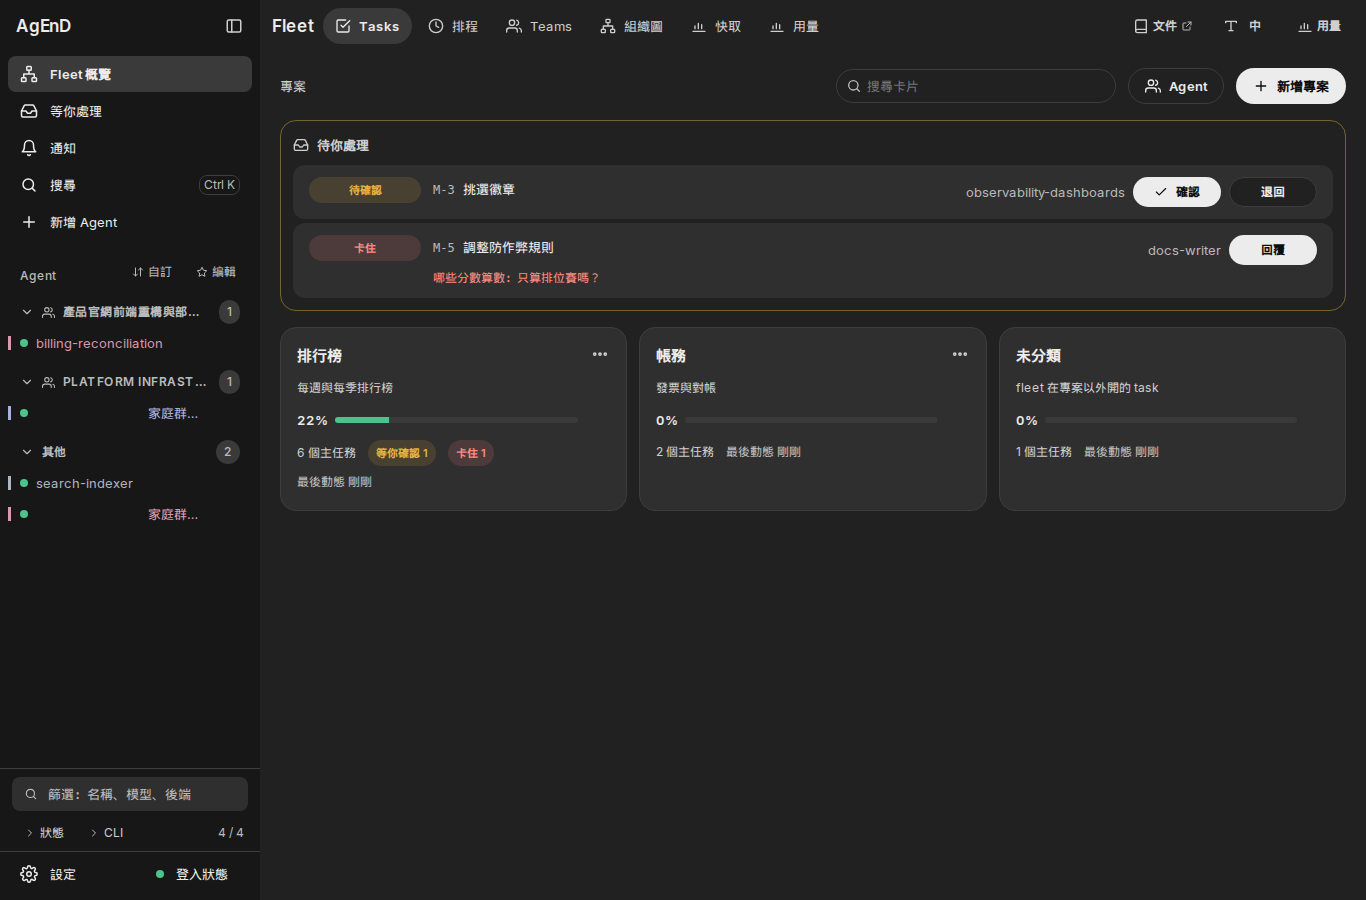 AgEnD
Fleet 概覽
等你處理
通知
搜尋 Ctrl K
新增 Agent
Agent 自訂 編輯
產品官網前端重構與部... 1
billing-reconciliation
PLATFORM INFRAST... 1
家庭群...
其他 2
search-indexer
家庭群...
篩選：名稱、模型、後端
狀態 CLI 4 / 4
設定 登入狀態
Fleet Tasks 排程 Teams 組織圖 快取 用量 文件 中 用量
專案 搜尋卡片 Agent 新增專案
待你處理
待確認 M-3 挑選徽章 observability-dashboards 確認 退回
卡住 M-5 調整防作弊規則 docs-writer 回覆
哪些分數算數：只算排位賽嗎？
排行榜
每週與每季排行榜
22%
6 個主任務 等你確認 1 卡住 1
最後動態 剛剛
帳務
發票與對帳
0%
2 個主任務 最後動態 剛剛
未分類
fleet 在專案以外開的 task
0%
1 個主任務 最後動態 剛剛